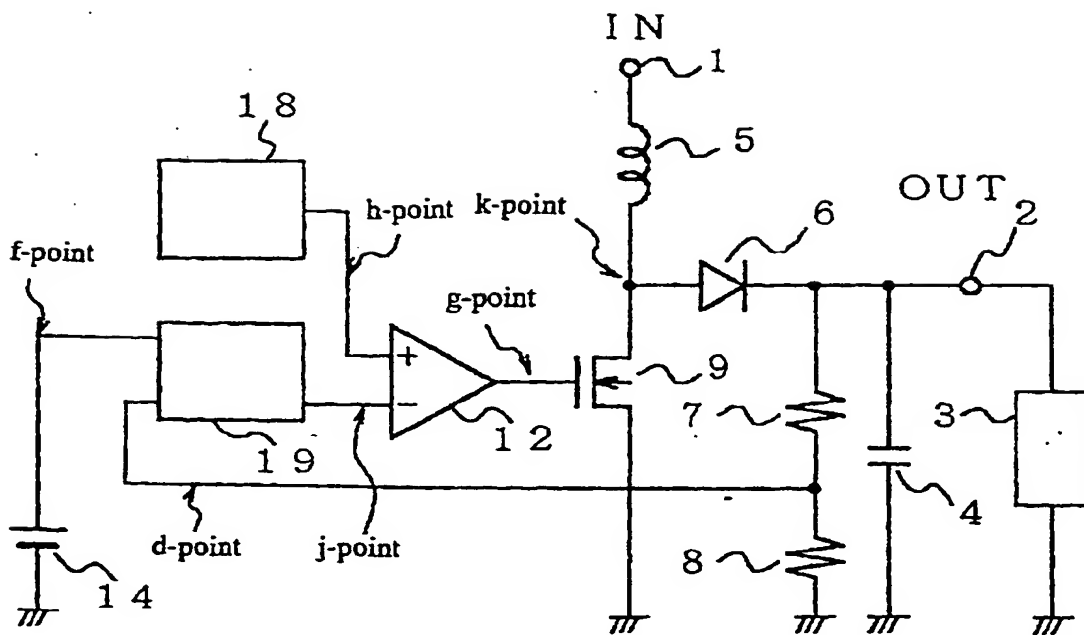 IN
1
18
5
OUT
h-point
k-point
6
2
f-point
g-point
+
9
-
7
3
12
19
4
d-point
j-point
8
14